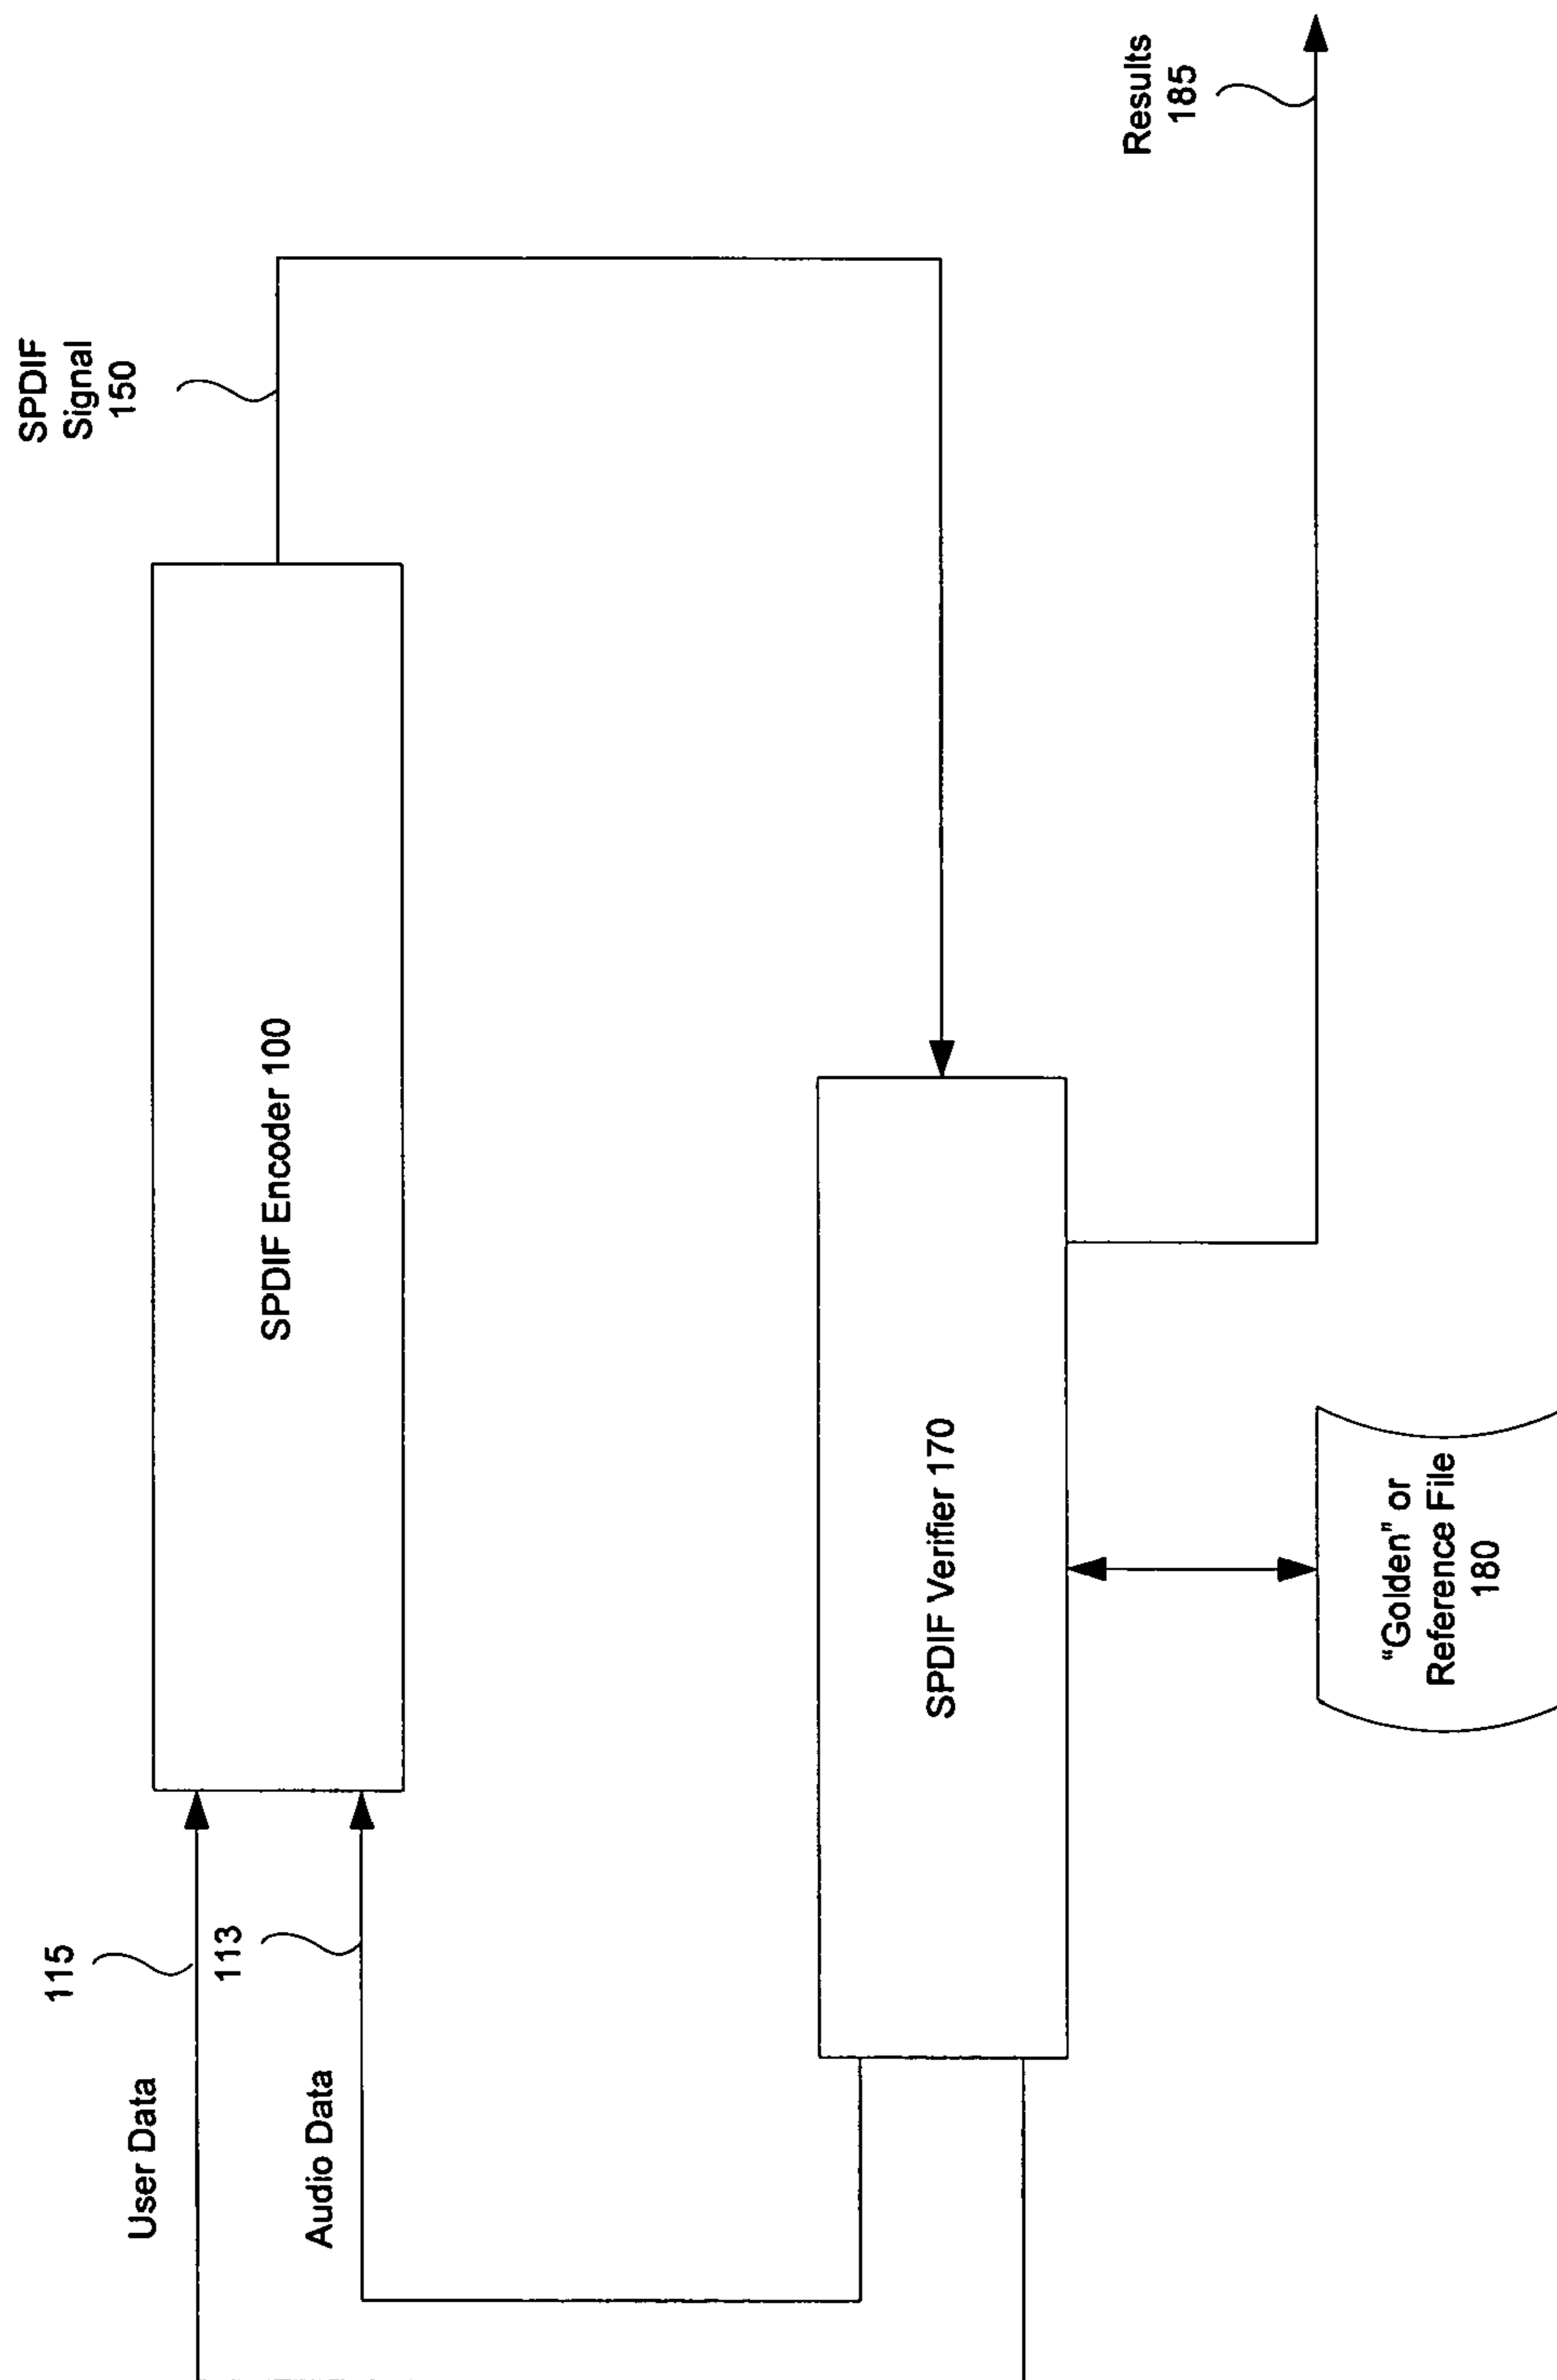 SPDIF
Signal
150
Results
185
SPDIF Encoder 100
115
User Data
113
Audio Data
SPDIF Verifier 170
“Golden” or
Reference File
180